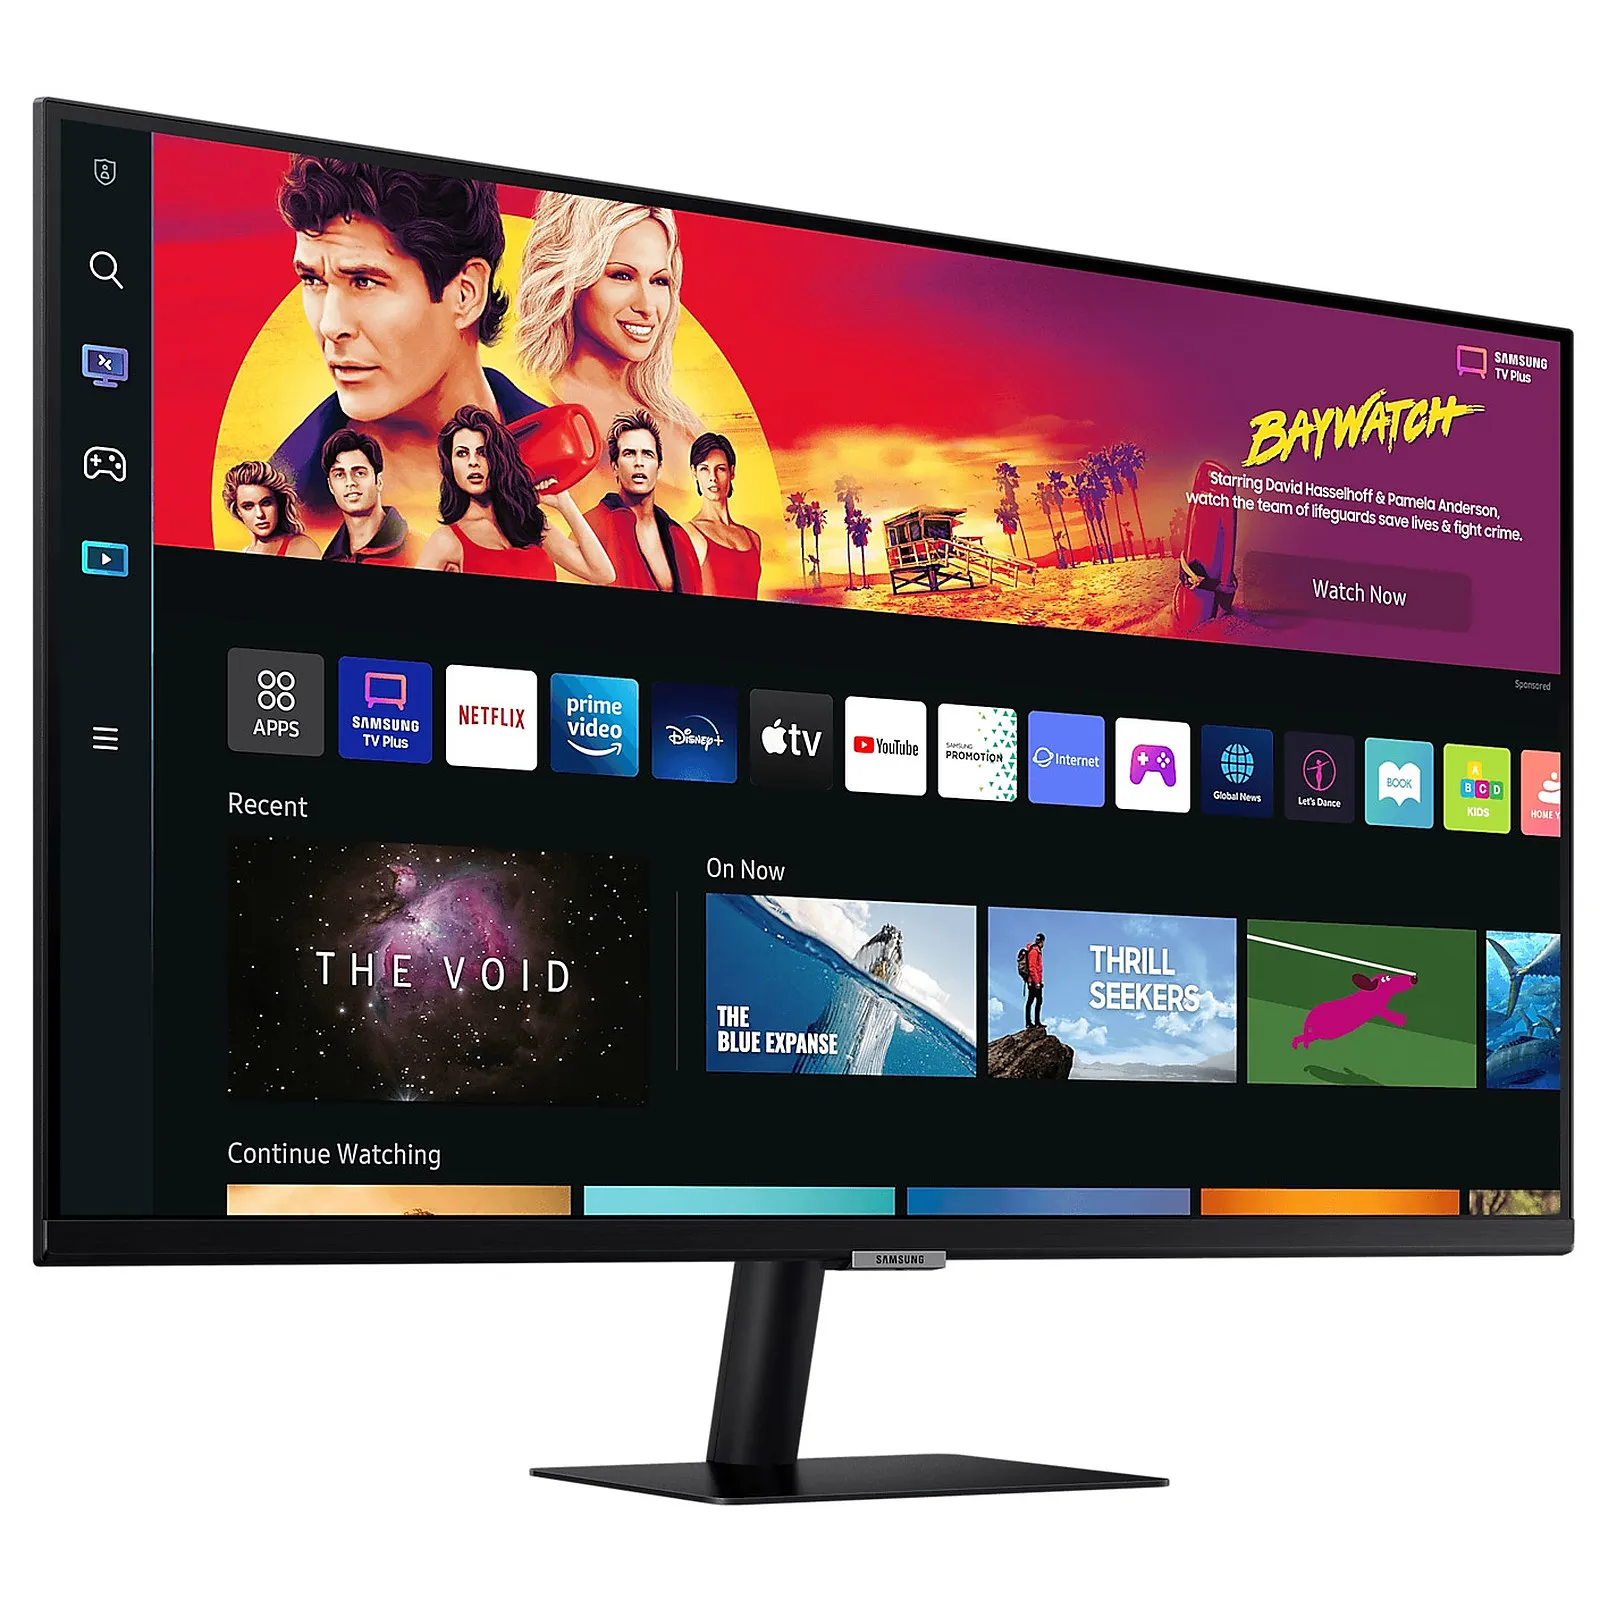 SAMSUNG
TV Plus
BAYWATCH
Starring David Hasselhoff & Pamela Anderson,
watch the team of lifeguards save lives & fight crime.
Watch Now
Sponsored
APPS
SAMSUNG
TV Plus
NETFLIX
prime
video
Disney+
tv
YouTube
SAMSUNG
PROMOTION
Internet
Global News
Let's Dance
BOOK
A
B C D
KIDS
HOME Y
Recent
THE VOID
On Now
THE
BLUE EXPANSE
THRILL
SEEKERS
Continue Watching
SAMSUNG